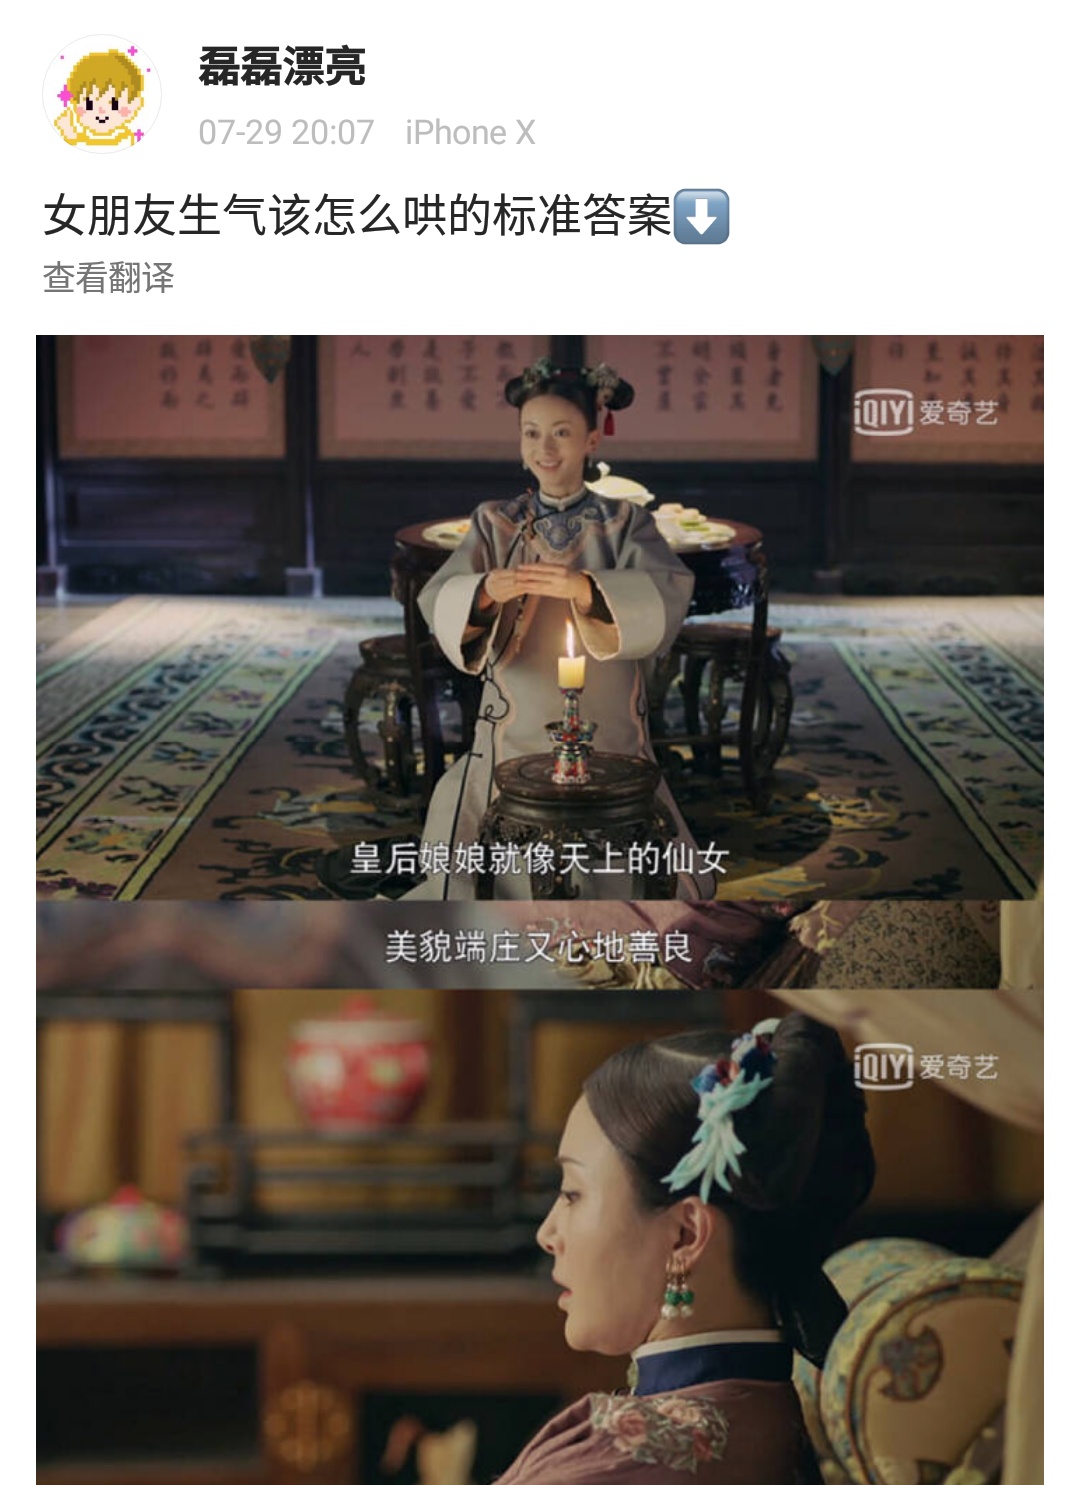 磊磊漂亮
07-29 20:07 iPhone X
女朋友生气该怎么哄的标准答案⬇️
查看翻译
iQIYI 爱奇艺
皇后娘娘就像天上的仙女
美貌端庄又心地善良
iQIYI 爱奇艺